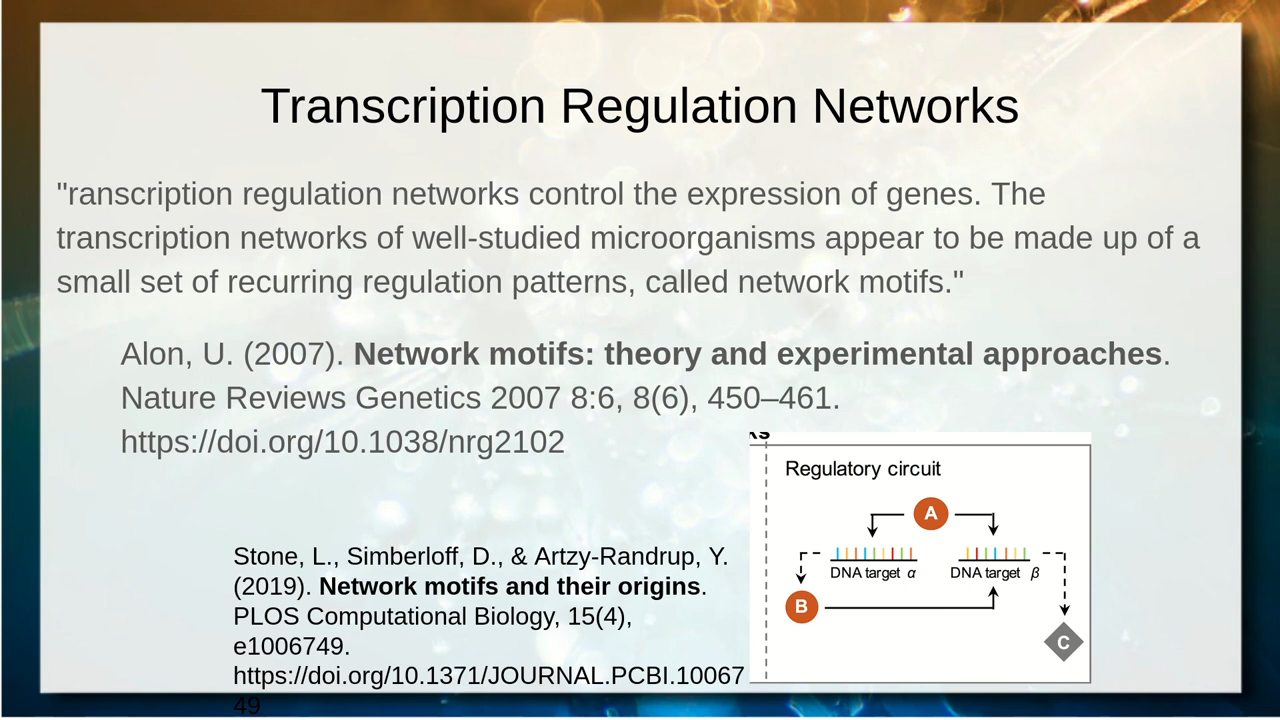 Transcription Regulation Networks
"ranscription regulation networks control the expression of genes. The
transcription networks of well-studied microorganisms appear to be made up of a
small set of recurring regulation patterns, called network motifs."
Alon, U. (2007). Network motifs: theory and experimental approaches.
Nature Reviews Genetics 2007 8:6, 8(6), 450–461.
https://doi.org/10.1038/nrg2102
Stone, L., Simberloff, D., & Artzy-Randrup, Y.
(2019). Network motifs and their origins.
PLOS Computational Biology, 15(4),
e1006749.
https://doi.org/10.1371/JOURNAL.PCBI.10067
49
Regulatory circuit
A
DNA target α
DNA target β
B
C